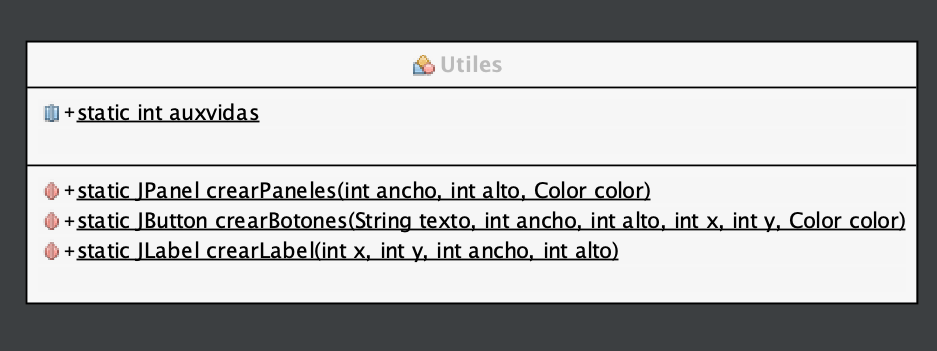 Utiles
+static int auxvidas
+static JPanel crearPaneles(int ancho, int alto, Color color)
+static JButton crearBotones(String texto, int ancho, int alto, int x, int y, Color color)
+static JLabel crearLabel(int x, int y, int ancho, int alto)